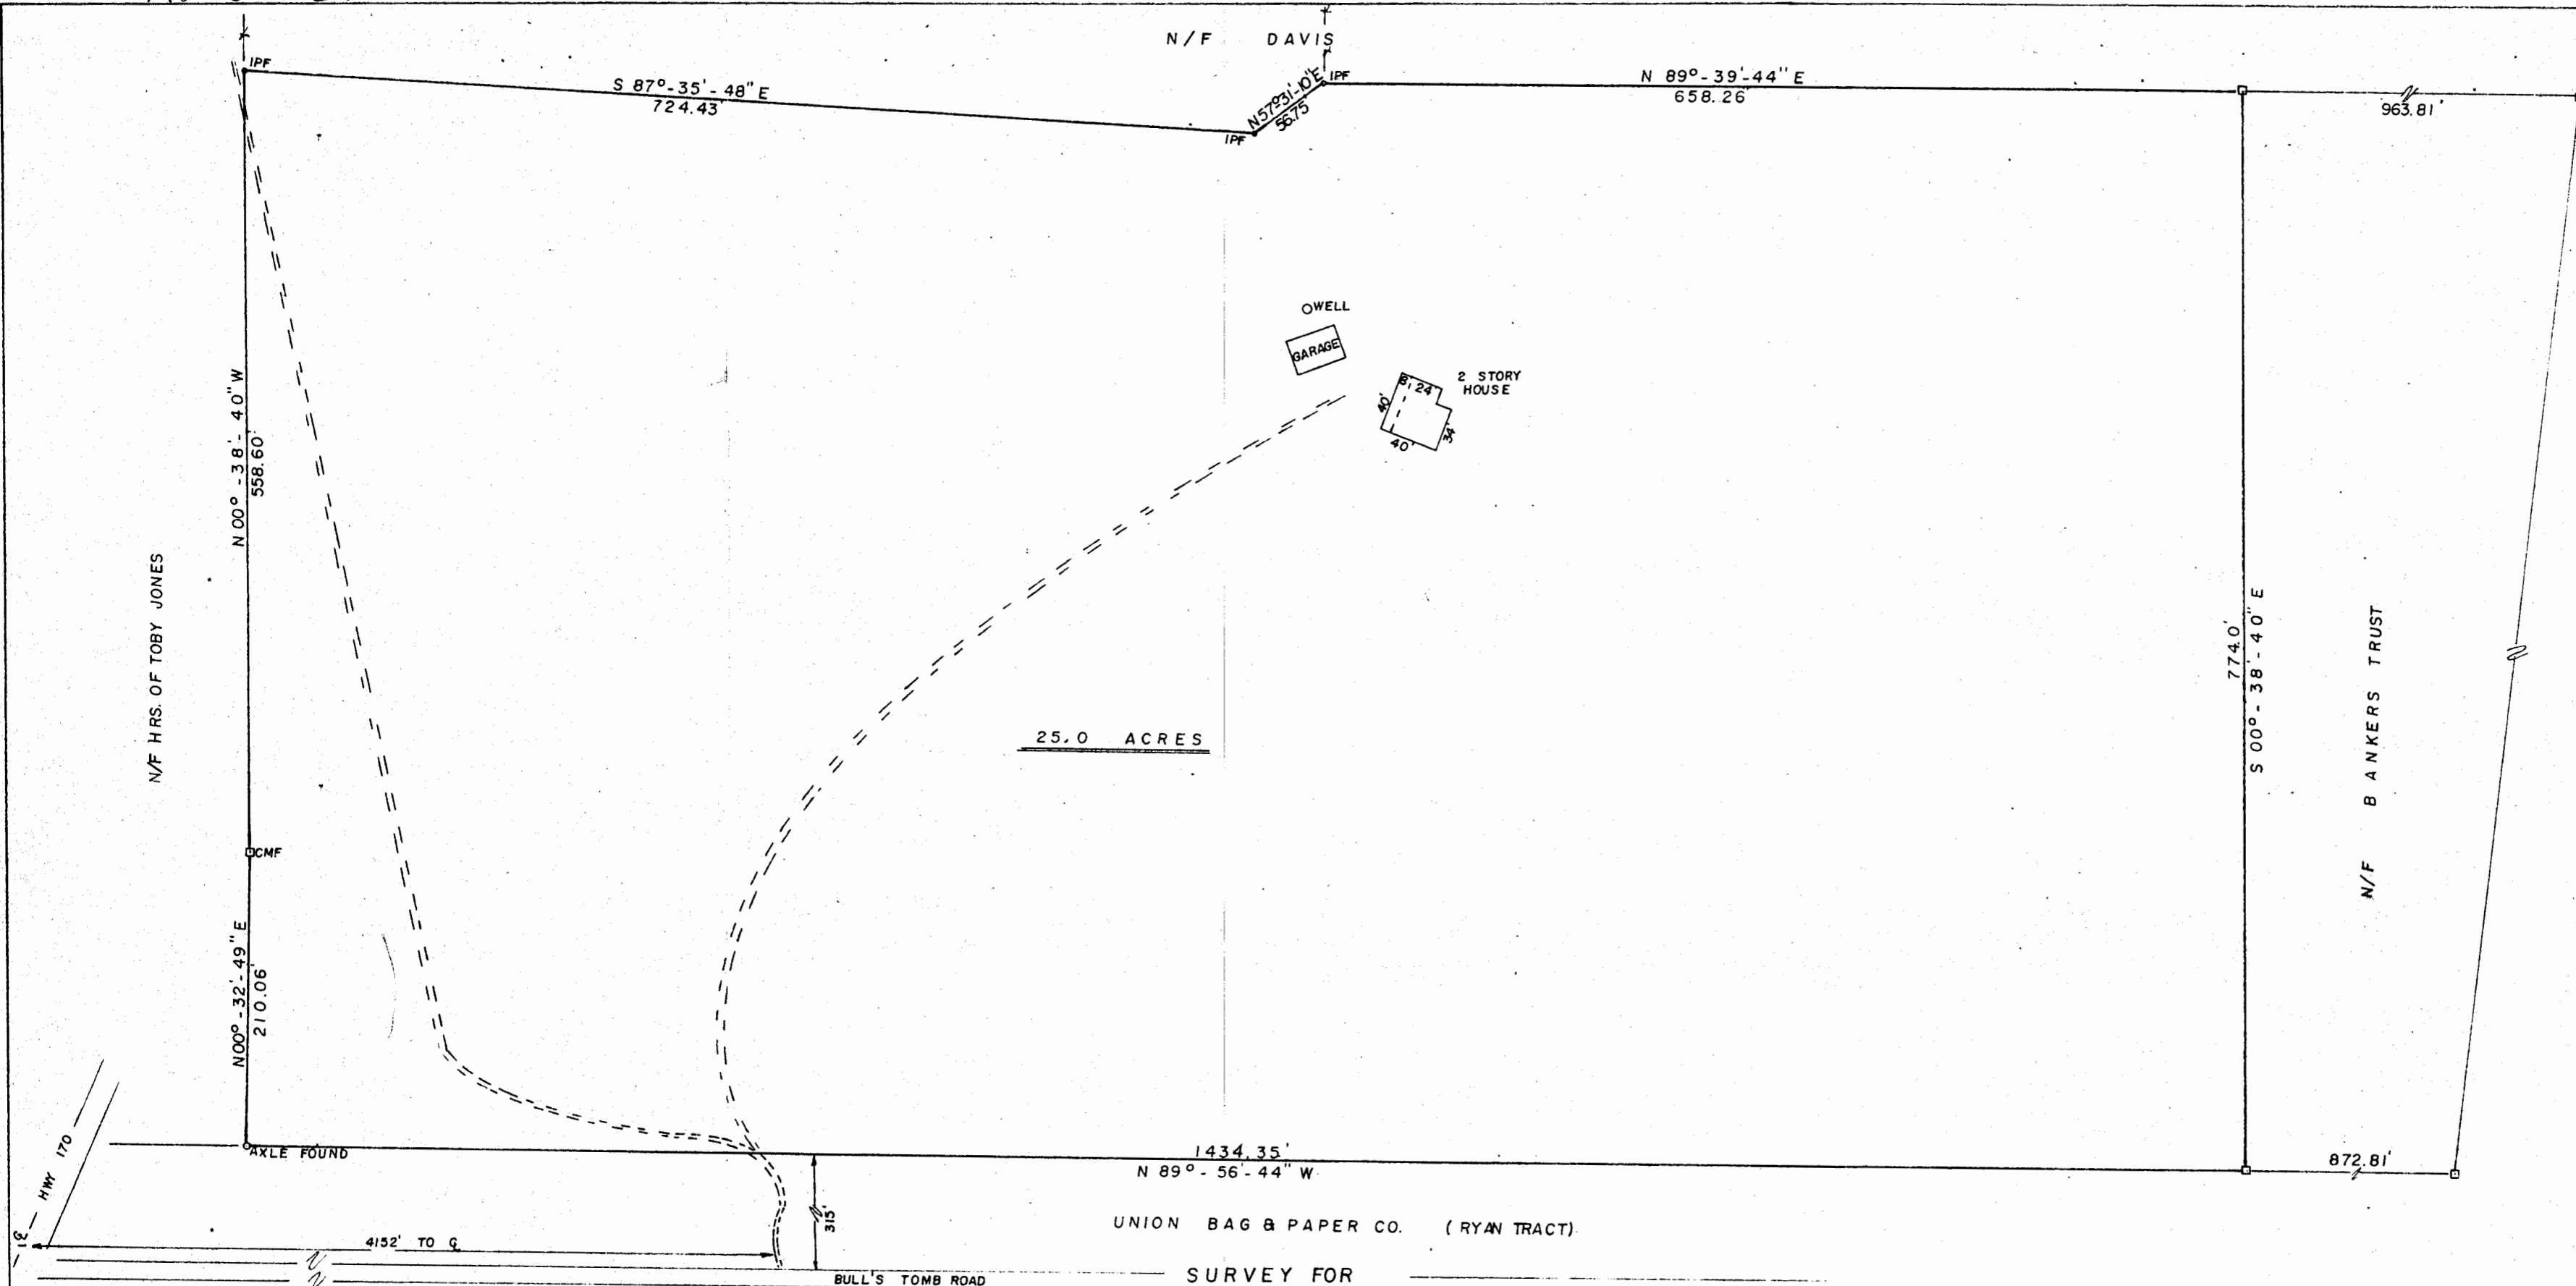 N/F DAVIS
IPF
S 87°-35'-48" E
724.43'
IPF
N57°31-10"E
56.75'
IPF
N 89°-39'-44" E
658.26'
963.81'
WELL
GARAGE
2 STORY
HOUSE
8'
24'
40'
34'
40'
N 00°-38'-40" W
558.60'
N/F HRS. OF TOBY JONES
CMF
N00°-32'-49" E
210.06'
25.0 ACRES
774.0'
S 00°-38'-40" E
N/F BANKERS TRUST
AXLE FOUND
1434.35'
N 89°-56'-44" W
872.81'
HWY 170
315'
4152' TO ℄
℄
UNION BAG & PAPER CO. (RYAN TRACT)
BULL'S TOMB ROAD
SURVEY FOR